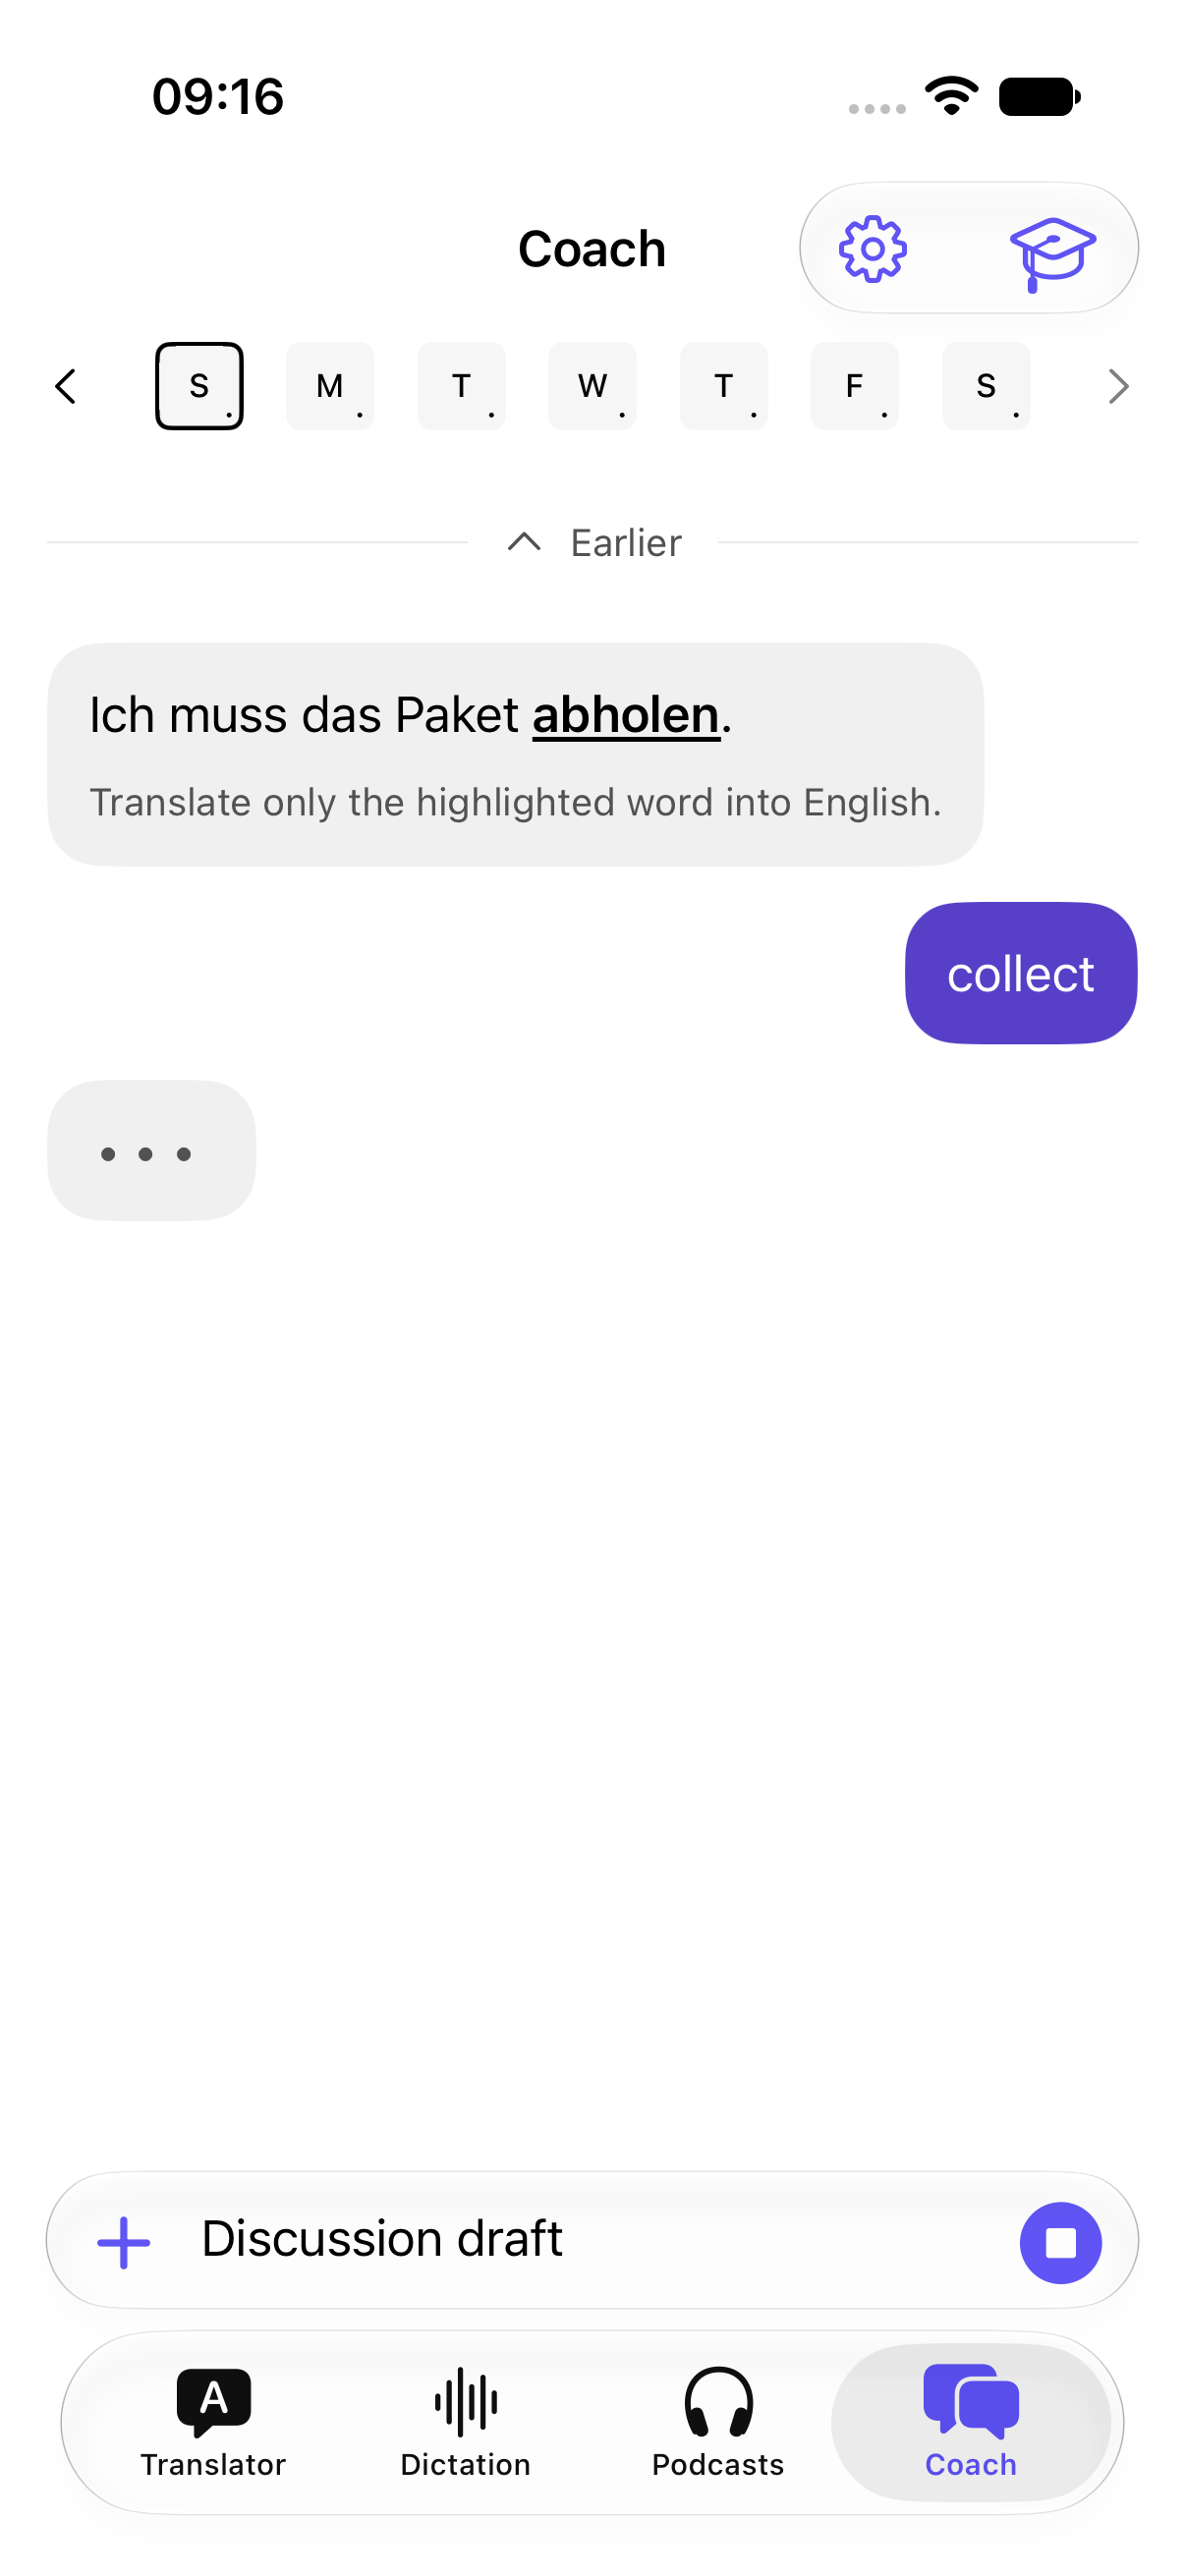 09:16
Coach
S. M. T. W. T. F. S.
Earlier
Ich muss das Paket abholen.
Translate only the highlighted word into English.
collect
Discussion draft
A
Translator Dictation Podcasts Coach